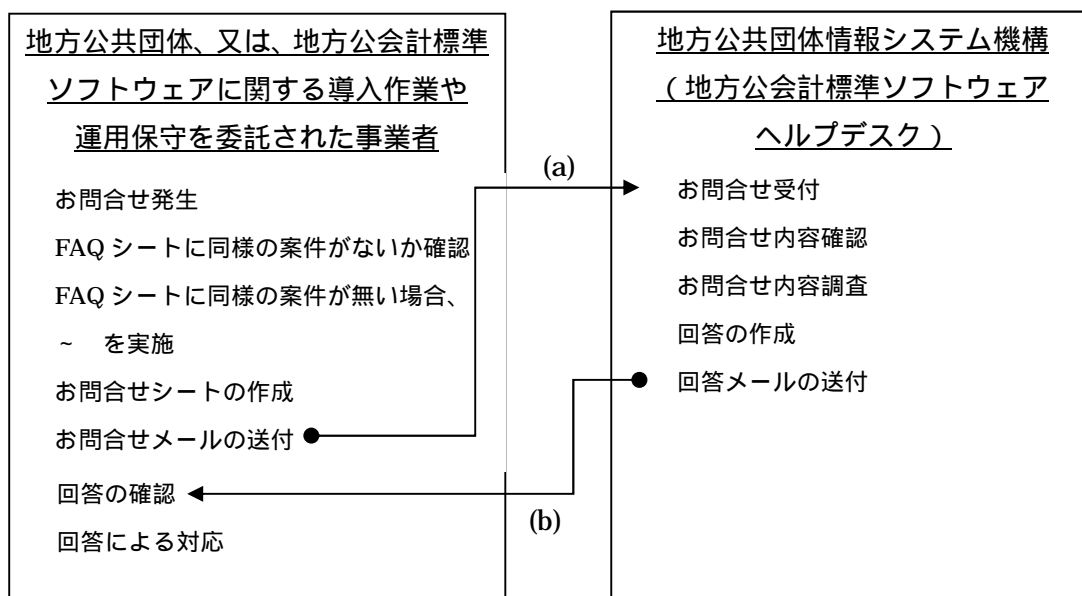 地方公共団体、又は、地方公会計標準
ソフトウェアに関する導入作業や
運用保守を委託された事業者
お問合せ発生
FAQ シートに同様の案件がないか確認
FAQ シートに同様の案件が無い場合、
~ を実施
お問合せシートの作成
お問合せメールの送付
回答の確認
回答による対応
(a)
(b)
地方公共団体情報システム機構
(地方公会計標準ソフトウェア
ヘルプデスク)
お問合せ受付
お問合せ内容確認
お問合せ内容調査
回答の作成
回答メールの送付